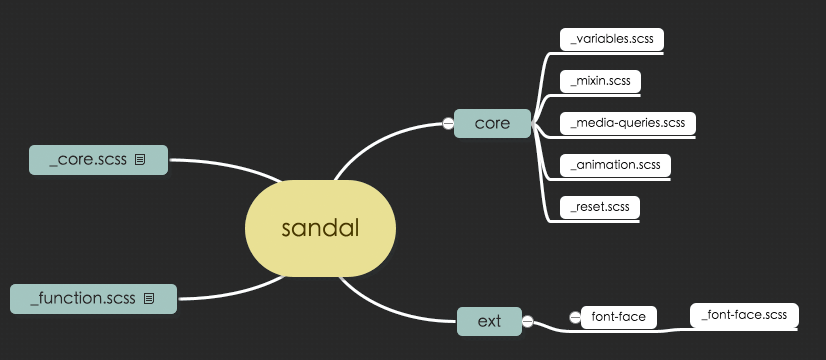 _variables.scss
_mixin.scss
core
_media-queries.scss
_core.scss
_animation.scss
_reset.scss
sandal
_function.scss
ext
font-face
_font-face.scss